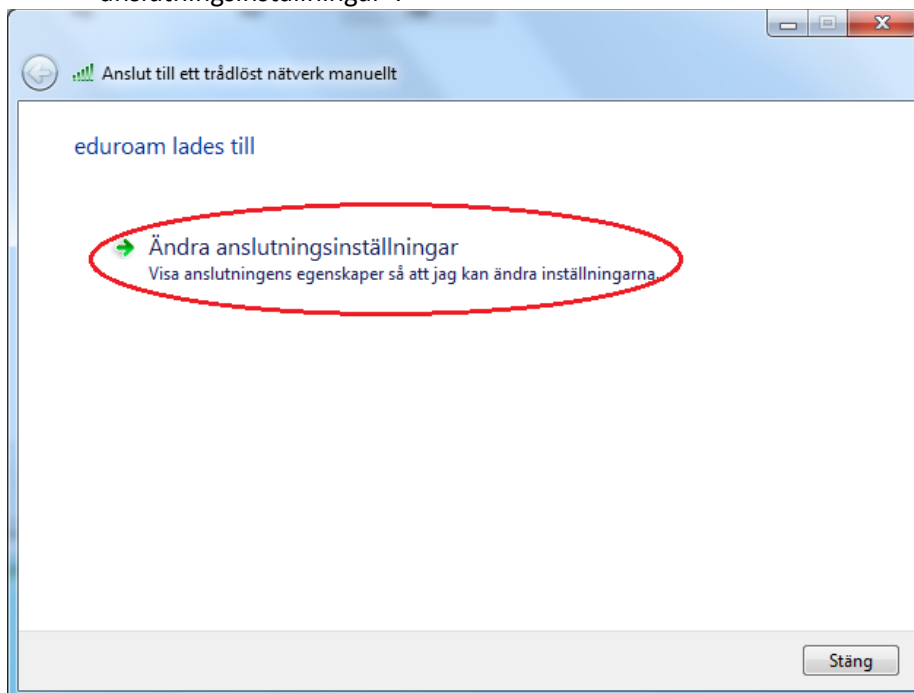 anslutningsinställningar".
Anslut till ett trådlöst nätverk manuellt
eduroam lades till
Ändra anslutningsinställningar
Visa anslutningens egenskaper så att jag kan ändra inställningarna.
Stäng